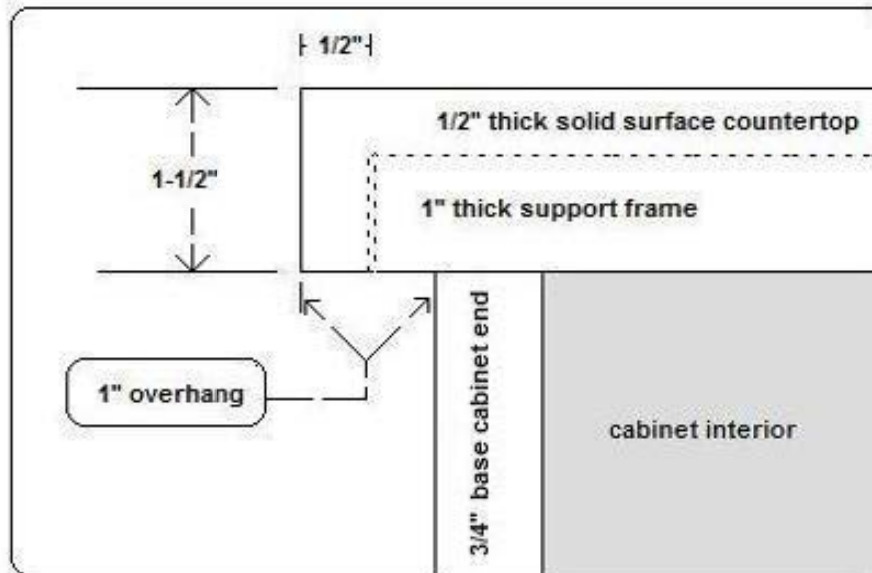 1/2"
1/2" thick solid surface countertop
1-1/2"
1" thick support frame
1" overhang
3/4" base cabinet end
cabinet interior